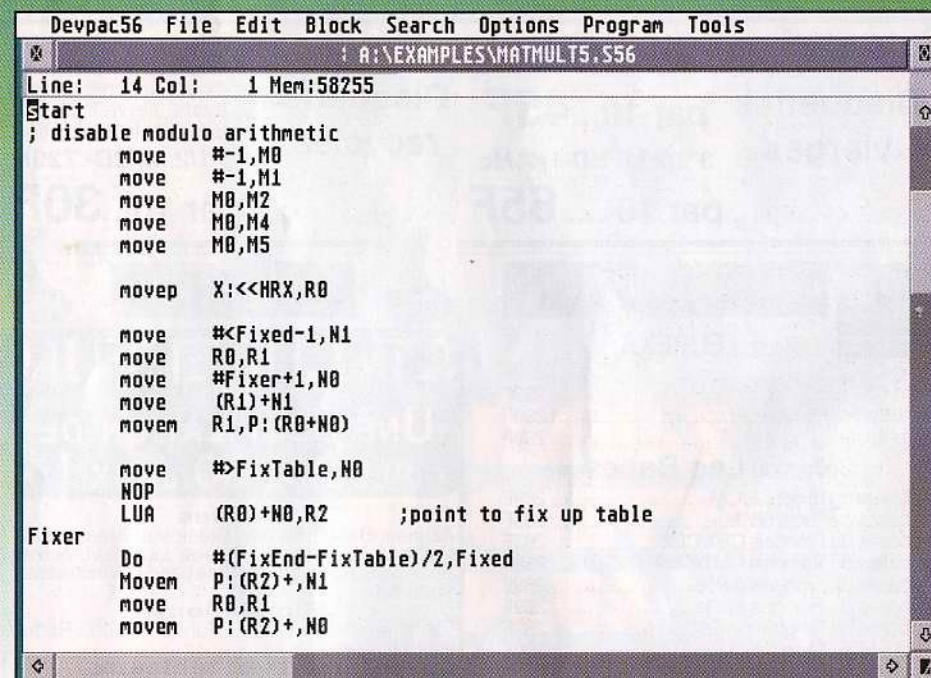 Devpac56 File Edit Block Search Options Program Tools
A:\EXAMPLES\MATMULT5.S56
Line: 14 Col: 1 Mem:58255
Start
; disable modulo arithmetic
move #-1,M0
move #-1,M1
move M0,M2
move M0,M4
move M0,M5
movep X:<<HRX,R0
move #<Fixed-1,N1
move R0,R1
move #Fixer+1,N0
move (R1)+N1
movem R1,P:(R0+N0)
move #>FixTable,N0
NOP
LUA (R0)+N0,R2 ;point to fix up table
Fixer
Do #(FixEnd-FixTable)/2,Fixed
Movem P:(R2)+,N1
move R0,R1
movem P:(R2)+,N0